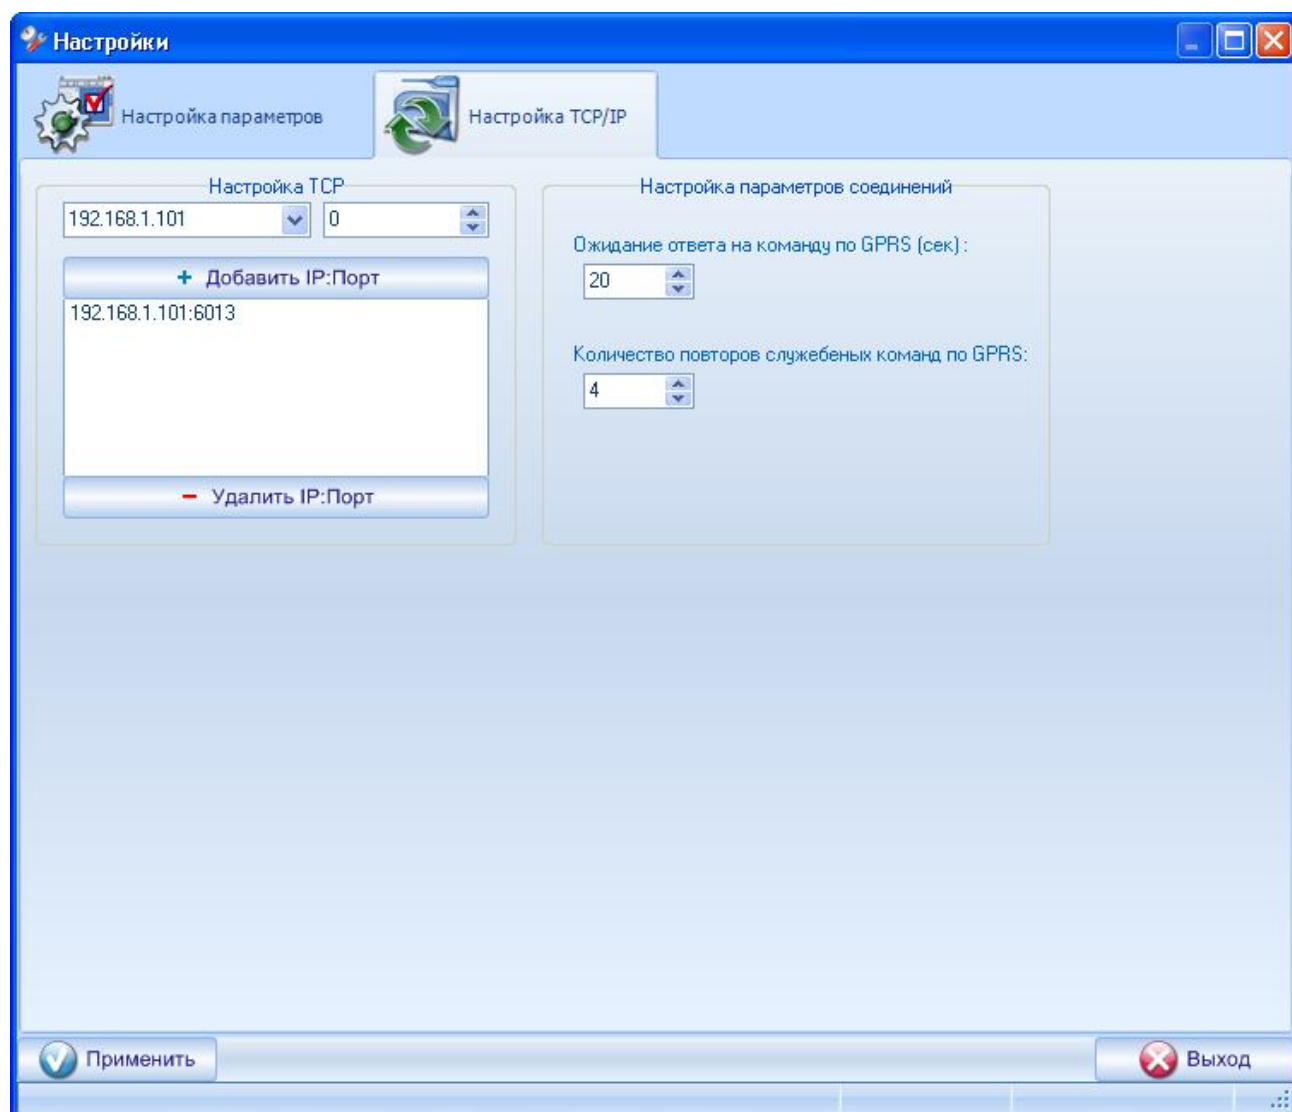 Настройки
Настройка параметров
Настройка TCP/IP
Настройка TCP
192.168.1.101
0
+ Добавить IP:Порт
192.168.1.101:6013
− Удалить IP:Порт
Настройка параметров соединений
Ожидание ответа на команду по GPRS (сек) :
20
Количество повторов служебеных команд по GPRS:
4
Применить
Выход